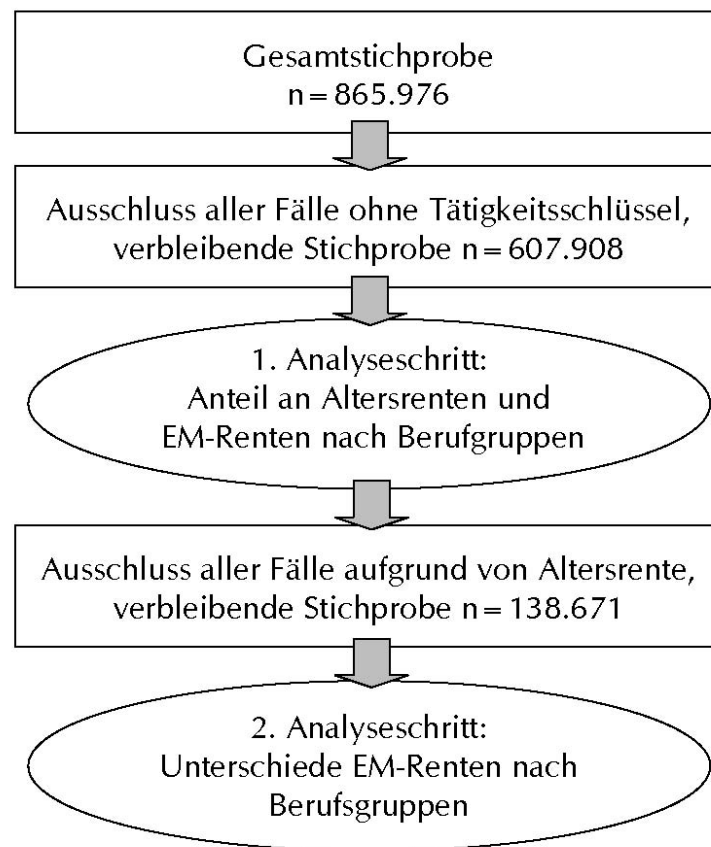 Gesamtstichprobe
n = 865.976
Ausschluss aller Fälle ohne Tätigkeitsschlüssel,
verbleibende Stichprobe n = 607.908
1. Analyseschritt:
Anteil an Altersrenten und
EM-Renten nach Berufgruppen
Ausschluss aller Fälle aufgrund von Altersrente,
verbleibende Stichprobe n = 138.671
2. Analyseschritt:
Unterschiede EM-Renten nach
Berufsgruppen